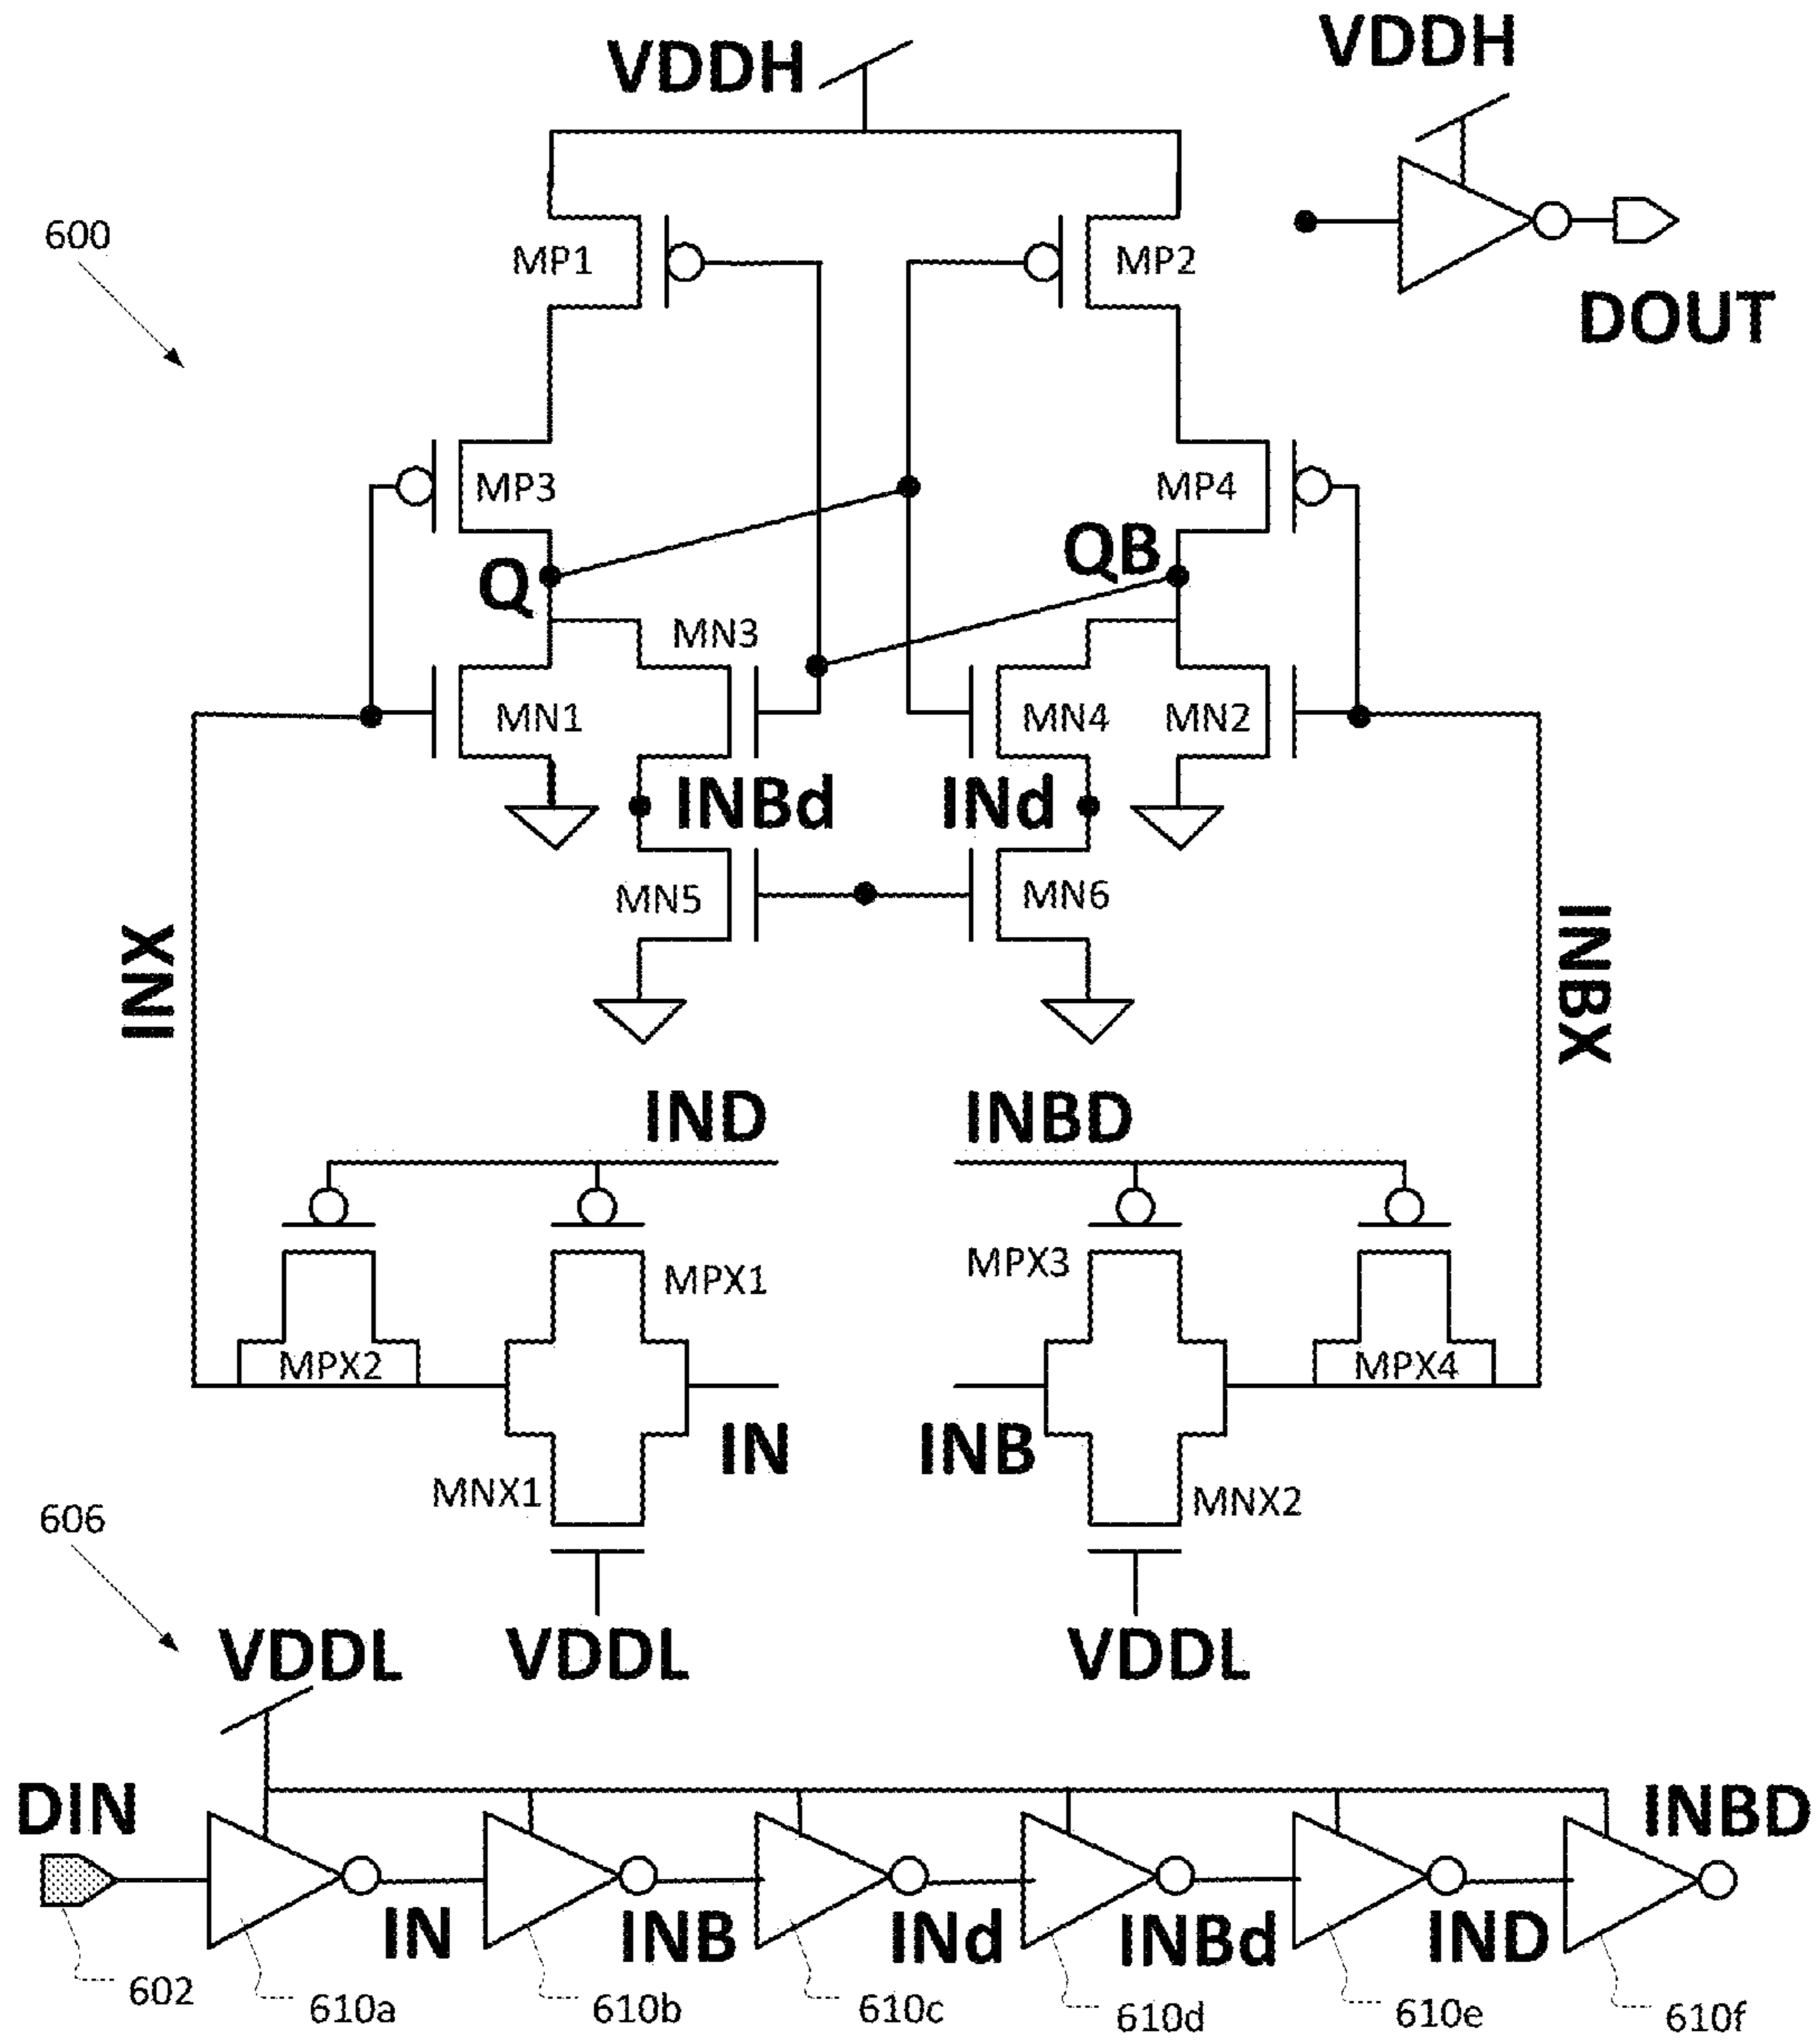 VDDH
VDDH
600
MP1
MP2
DOUT
MP3
MP4
Q
QB
MN3
MN1
MN4
MN2
INBd
INd
MN5
MN6
INX
INBX
IND
INBD
MPX1
MPX3
MPX2
MPX4
IN
INB
MNX1
MNX2
606
VDDL
VDDL
VDDL
DIN
INBD
IN
INB
INd
INBd
IND
602
610a
610b
610c
610d
610e
610f